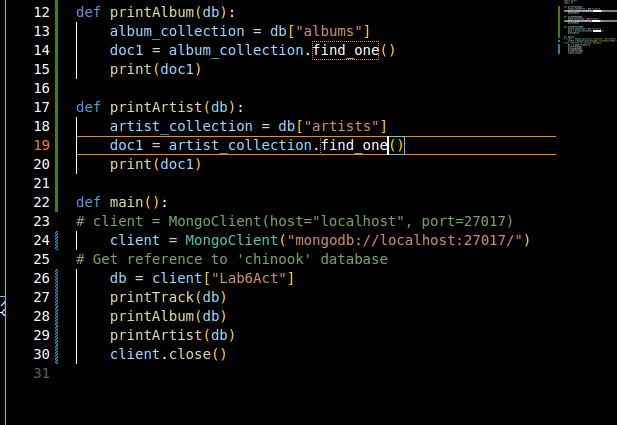 12 def printAlbum(db):
13     album_collection = db["albums"]
14     doc1 = album_collection.find_one()
15     print(doc1)
16
17 def printArtist(db):
18     artist_collection = db["artists"]
19     doc1 = artist_collection.find_one()
20     print(doc1)
21
22 def main():
23 # client = MongoClient(host="localhost", port=27017)
24     client = MongoClient("mongodb://localhost:27017/")
25 # Get reference to 'chinook' database
26     db = client["Lab6Act"]
27     printTrack(db)
28     printAlbum(db)
29     printArtist(db)
30     client.close()
31